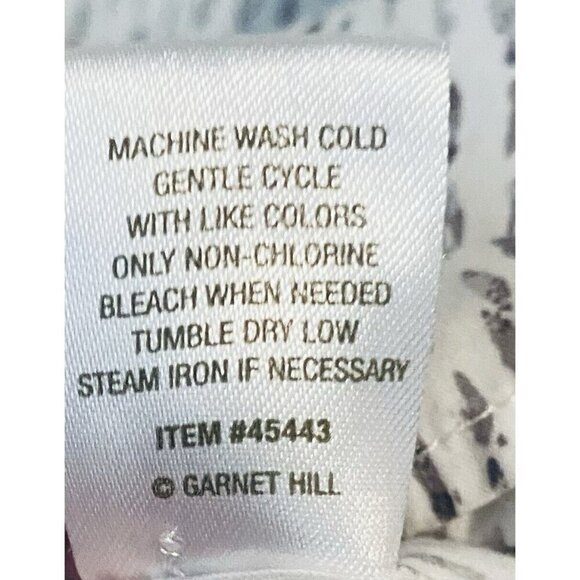 MACHINE WASH COLD
GENTLE CYCLE
WITH LIKE COLORS
ONLY NON-CHLORINE
BLEACH WHEN NEEDED
TUMBLE DRY LOW
STEAM IRON IF NECESSARY
ITEM #45443
© GARNET HILL